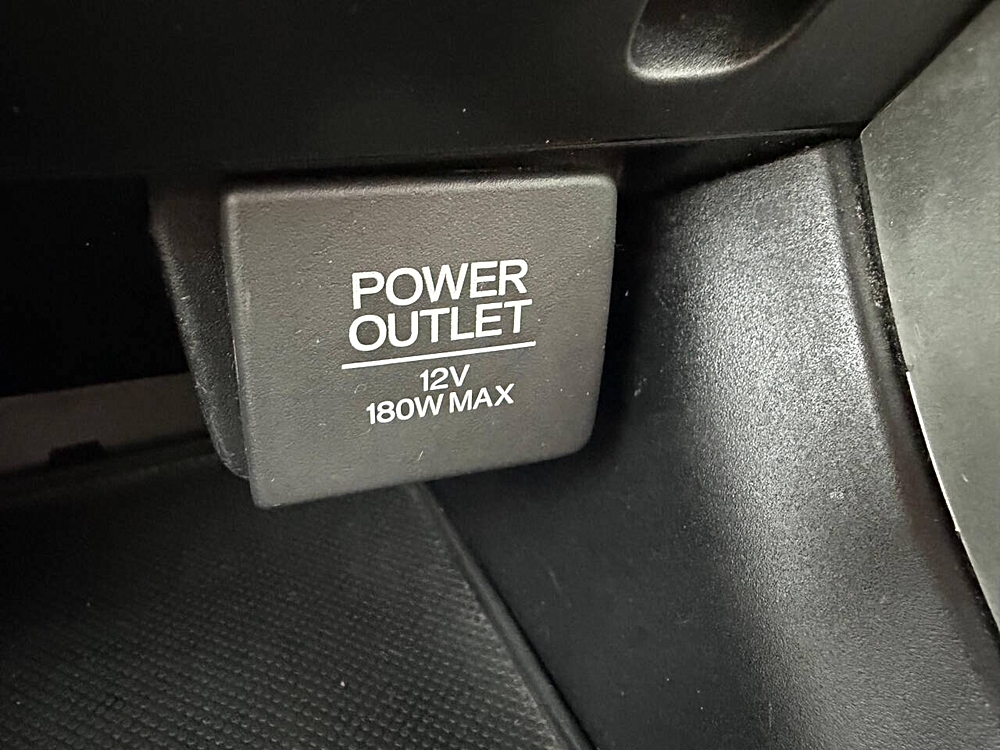 POWER
OUTLET
12V
180W MAX